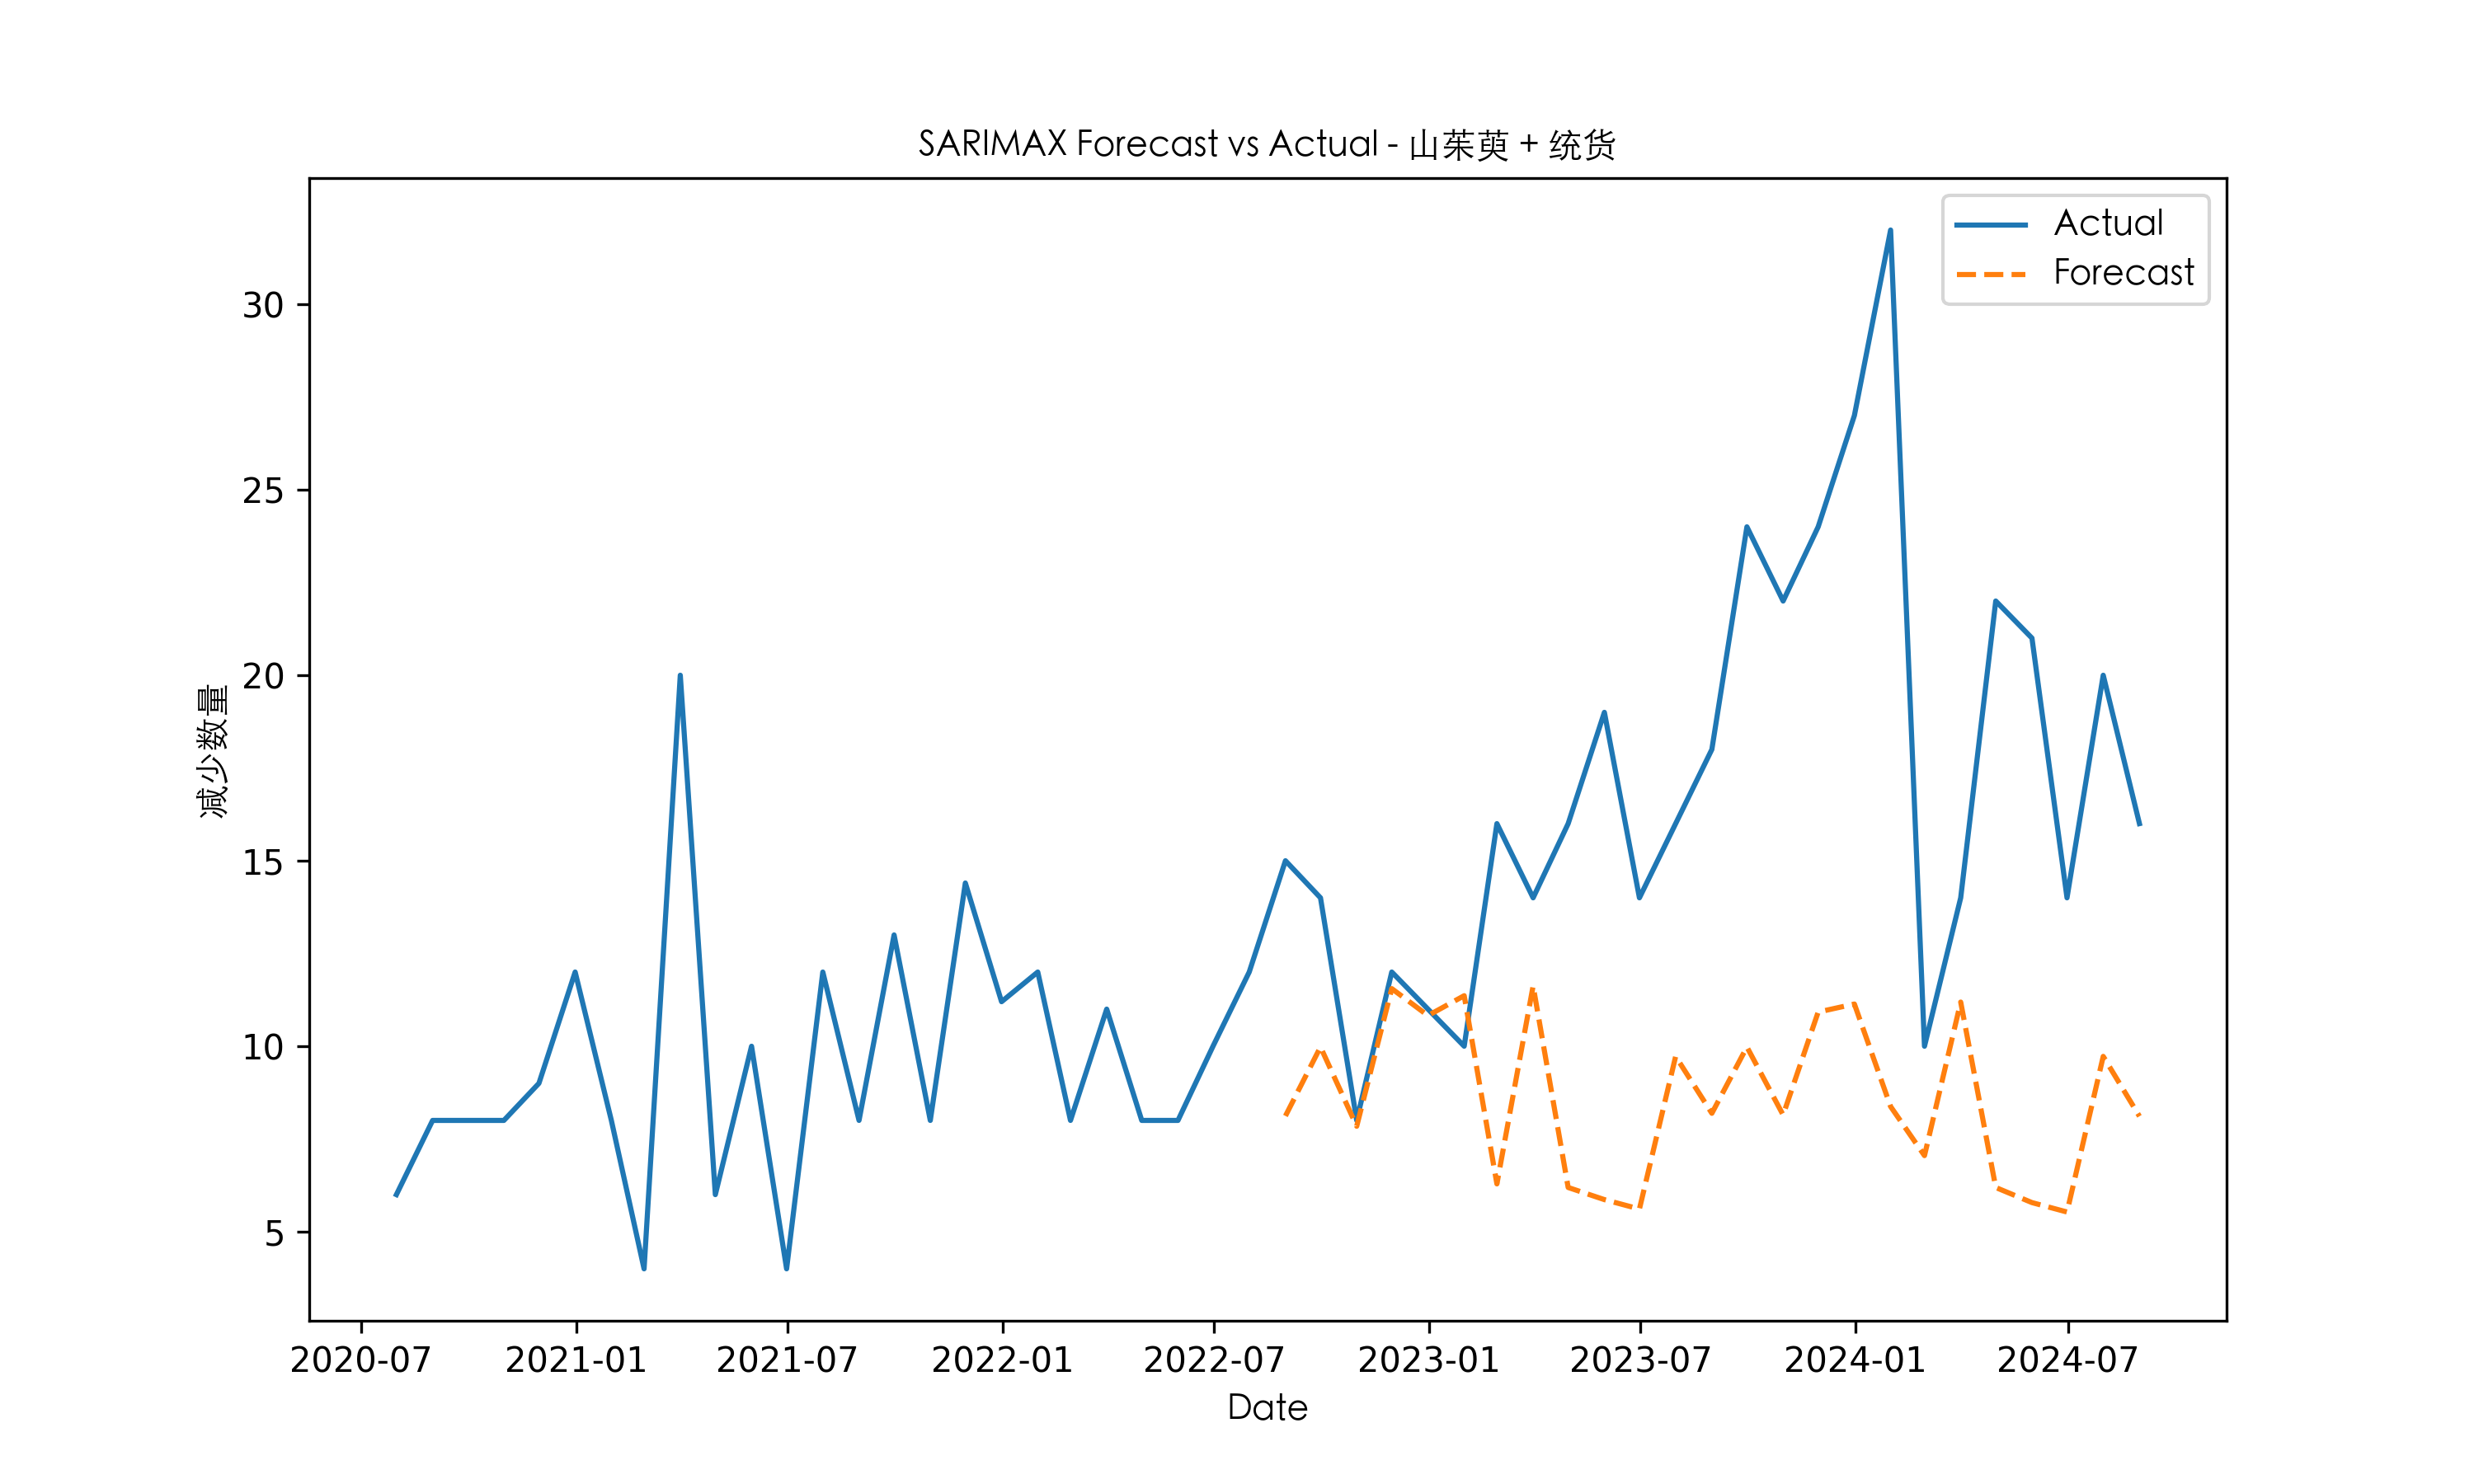 SARIMAX Forecast vs Actual - 山茱萸 + 统货
Actual
Forecast
减少数量
30
25
20
15
10
5
2020-07 2021-01 2021-07 2022-01 2022-07 2023-01 2023-07 2024-01 2024-07
Date